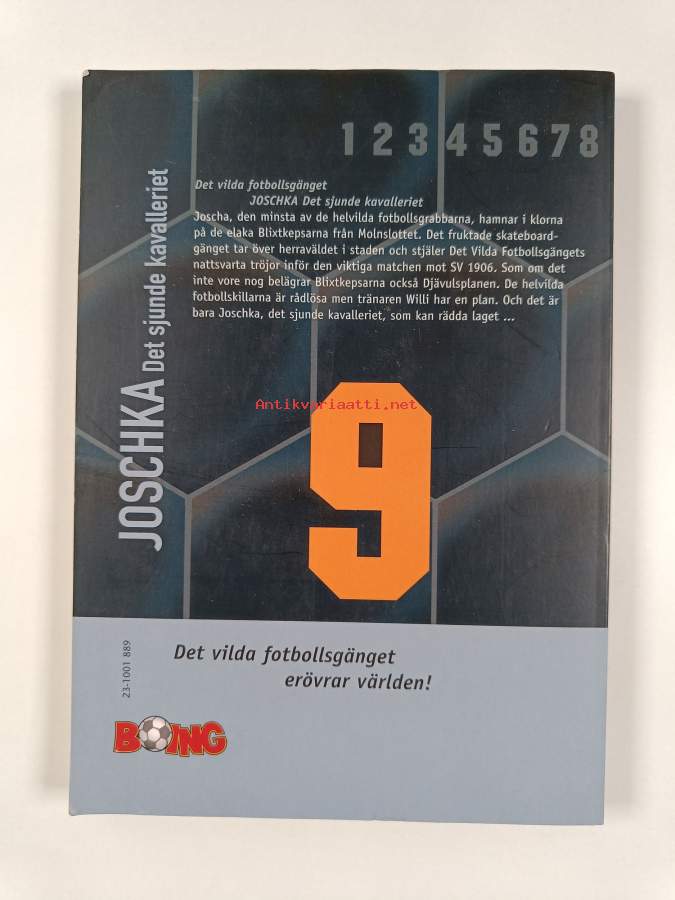 1 2 3 4 5 6 7 8
Det vilda fotbollsgänget
JOSCHKA Det sjunde kavalleriet
Joscha, den minsta av de helvilda fotbollsgrabbarna, hamnar i klorna
på de elaka Blixtkepsarna från Molnslottet. Det fruktade skateboard-
gänget tar över herraväldet i staden och stjäler Det Vilda Fotbollsgängets
nattsvarta tröjor inför den viktiga matchen mot SV 1906. Som om det
inte vore nog belägrar Blixtkepsarna också Djävulsplanen. De helvilda
fotbollskillarna är rådlösa men tränaren Willi har en plan. Och det är
bara Joschka, det sjunde kavalleriet, som kan rädda laget ...
JOSCHKA Det sjunde kavalleriet
Antikvariaatti.net
9
Det vilda fotbollsgänget
erövrar världen!
23-1001 889
BOING